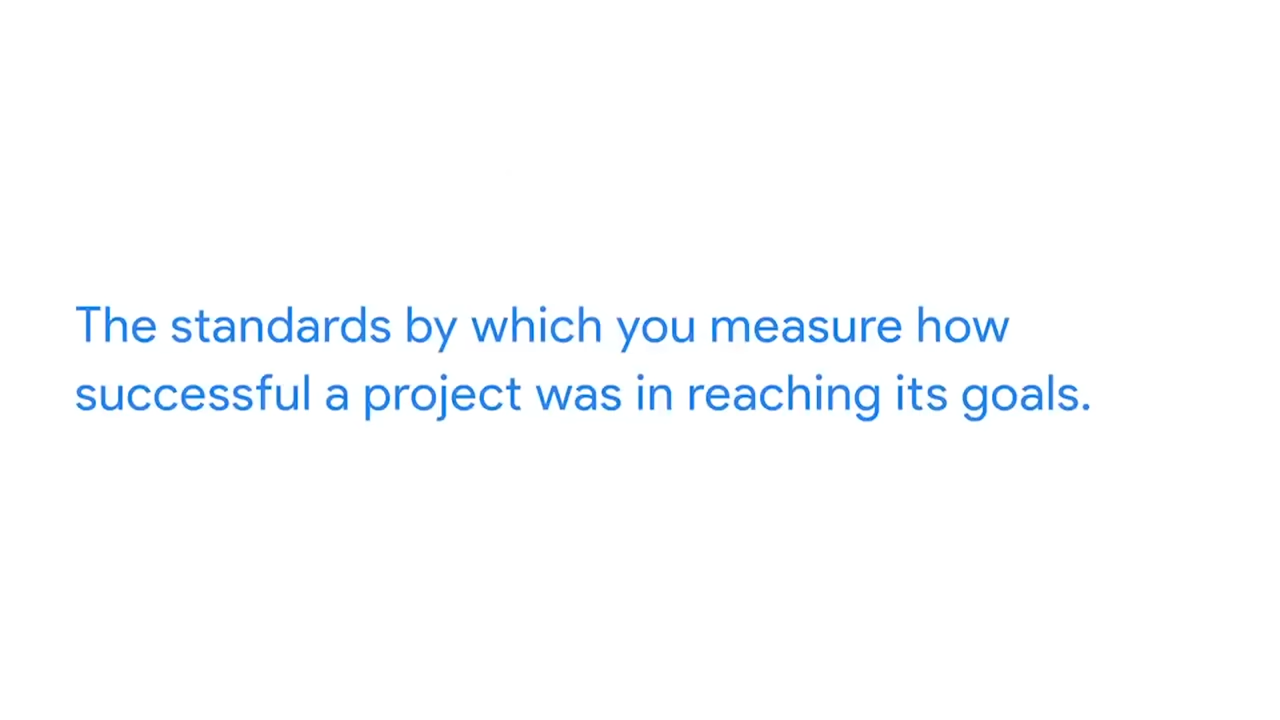 The standards by which you measure how
successful a project was in reaching its goals.